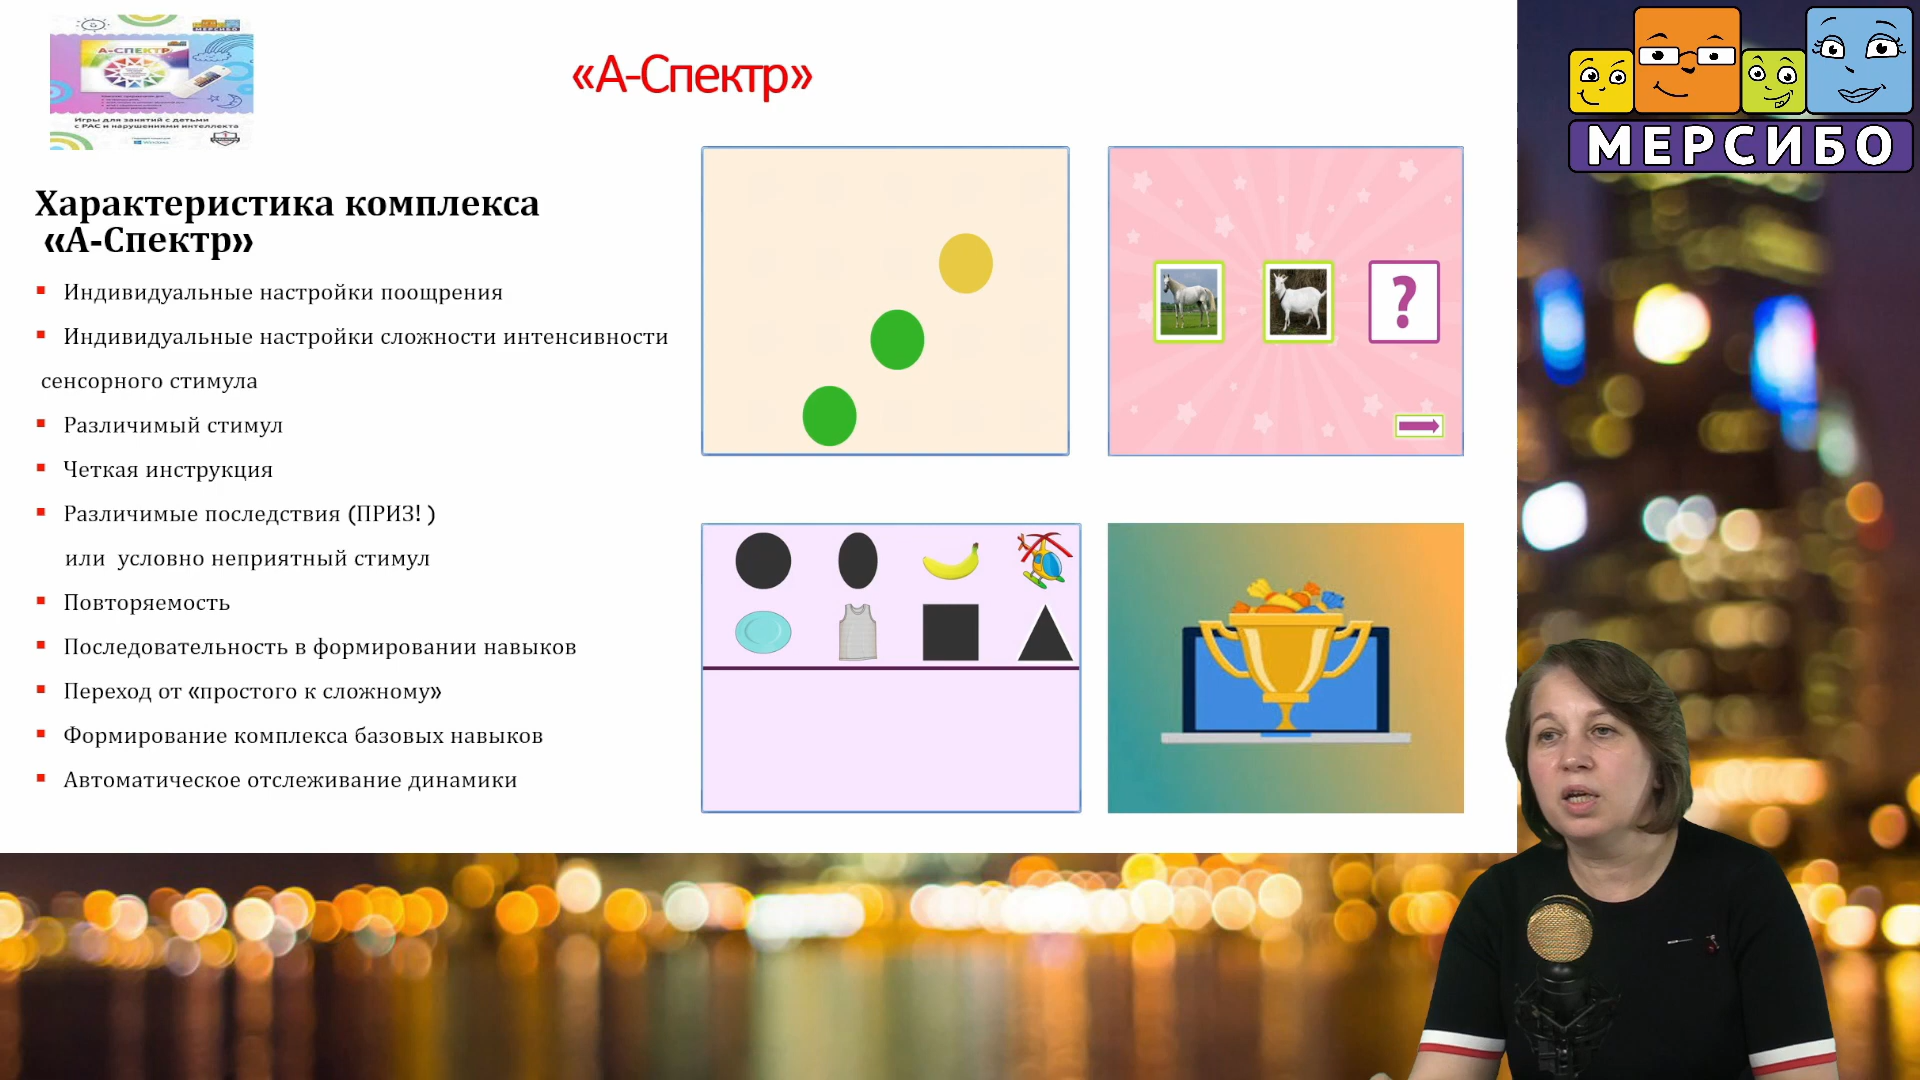 МЕРСИБО
А-СПЕКТР
Игры для занятий с детьми
с РАС и нарушениями интеллекта
«А-Спектр»
МЕРСИБО
Характеристика комплекса
«А-Спектр»
Индивидуальные настройки поощрения
Индивидуальные настройки сложности интенсивности
сенсорного стимула
Различимый стимул
Четкая инструкция
Различимые последствия (ПРИЗ! )
или условно неприятный стимул
Повторяемость
Последовательность в формировании навыков
Переход от «простого к сложному»
Формирование комплекса базовых навыков
Автоматическое отслеживание динамики
?